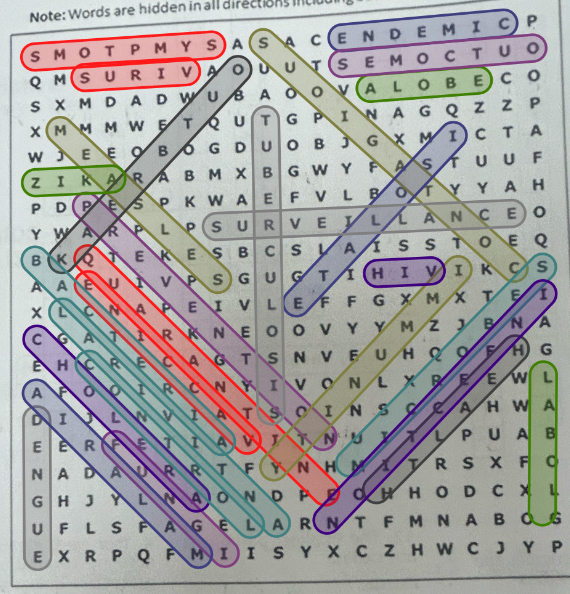 Note: Words are hidden in all directions including
S M O T P M Y S A S A C E N D E M I C P
Q M S U R I V A O U U T S E M O C T U O
S X M D A D W U B A O O V A L O B E C O
X M M M W E T Q U T G P I N A G Q Z Z P
W J E E O B O G D U O B J G X M I C T A
Z I K A R A B M X B G W Y F A S T U U F
P D P E S P K W A E F V L B O T Y Y A H
Y W A R P L P S U R V E I L L A N C E O
B K Q T E K E S B C S L A I S S T O E Q
A A E U I V P S G U G T I H I V I K C S
X L C N A P E I V L E F F G X M X T E I
C G A T I R K N E O O V Y Y M Z J B N A
E H C R E C A G T S N V E U H Q O F H G
A F O O I R C N Y I V O N L X R E E W L
D I J L N V I A T S O I N S C C A H W A
E E R F E T I A V I T N U I T L P U A B
N A D A U R R T F Y N H M I T R S X F O
G H J Y L N A O N D P E O H H O D C X L
U F L S F A G E L A R N T F M N A B O G
E X R P Q F M I I S Y X C Z H W C J Y P